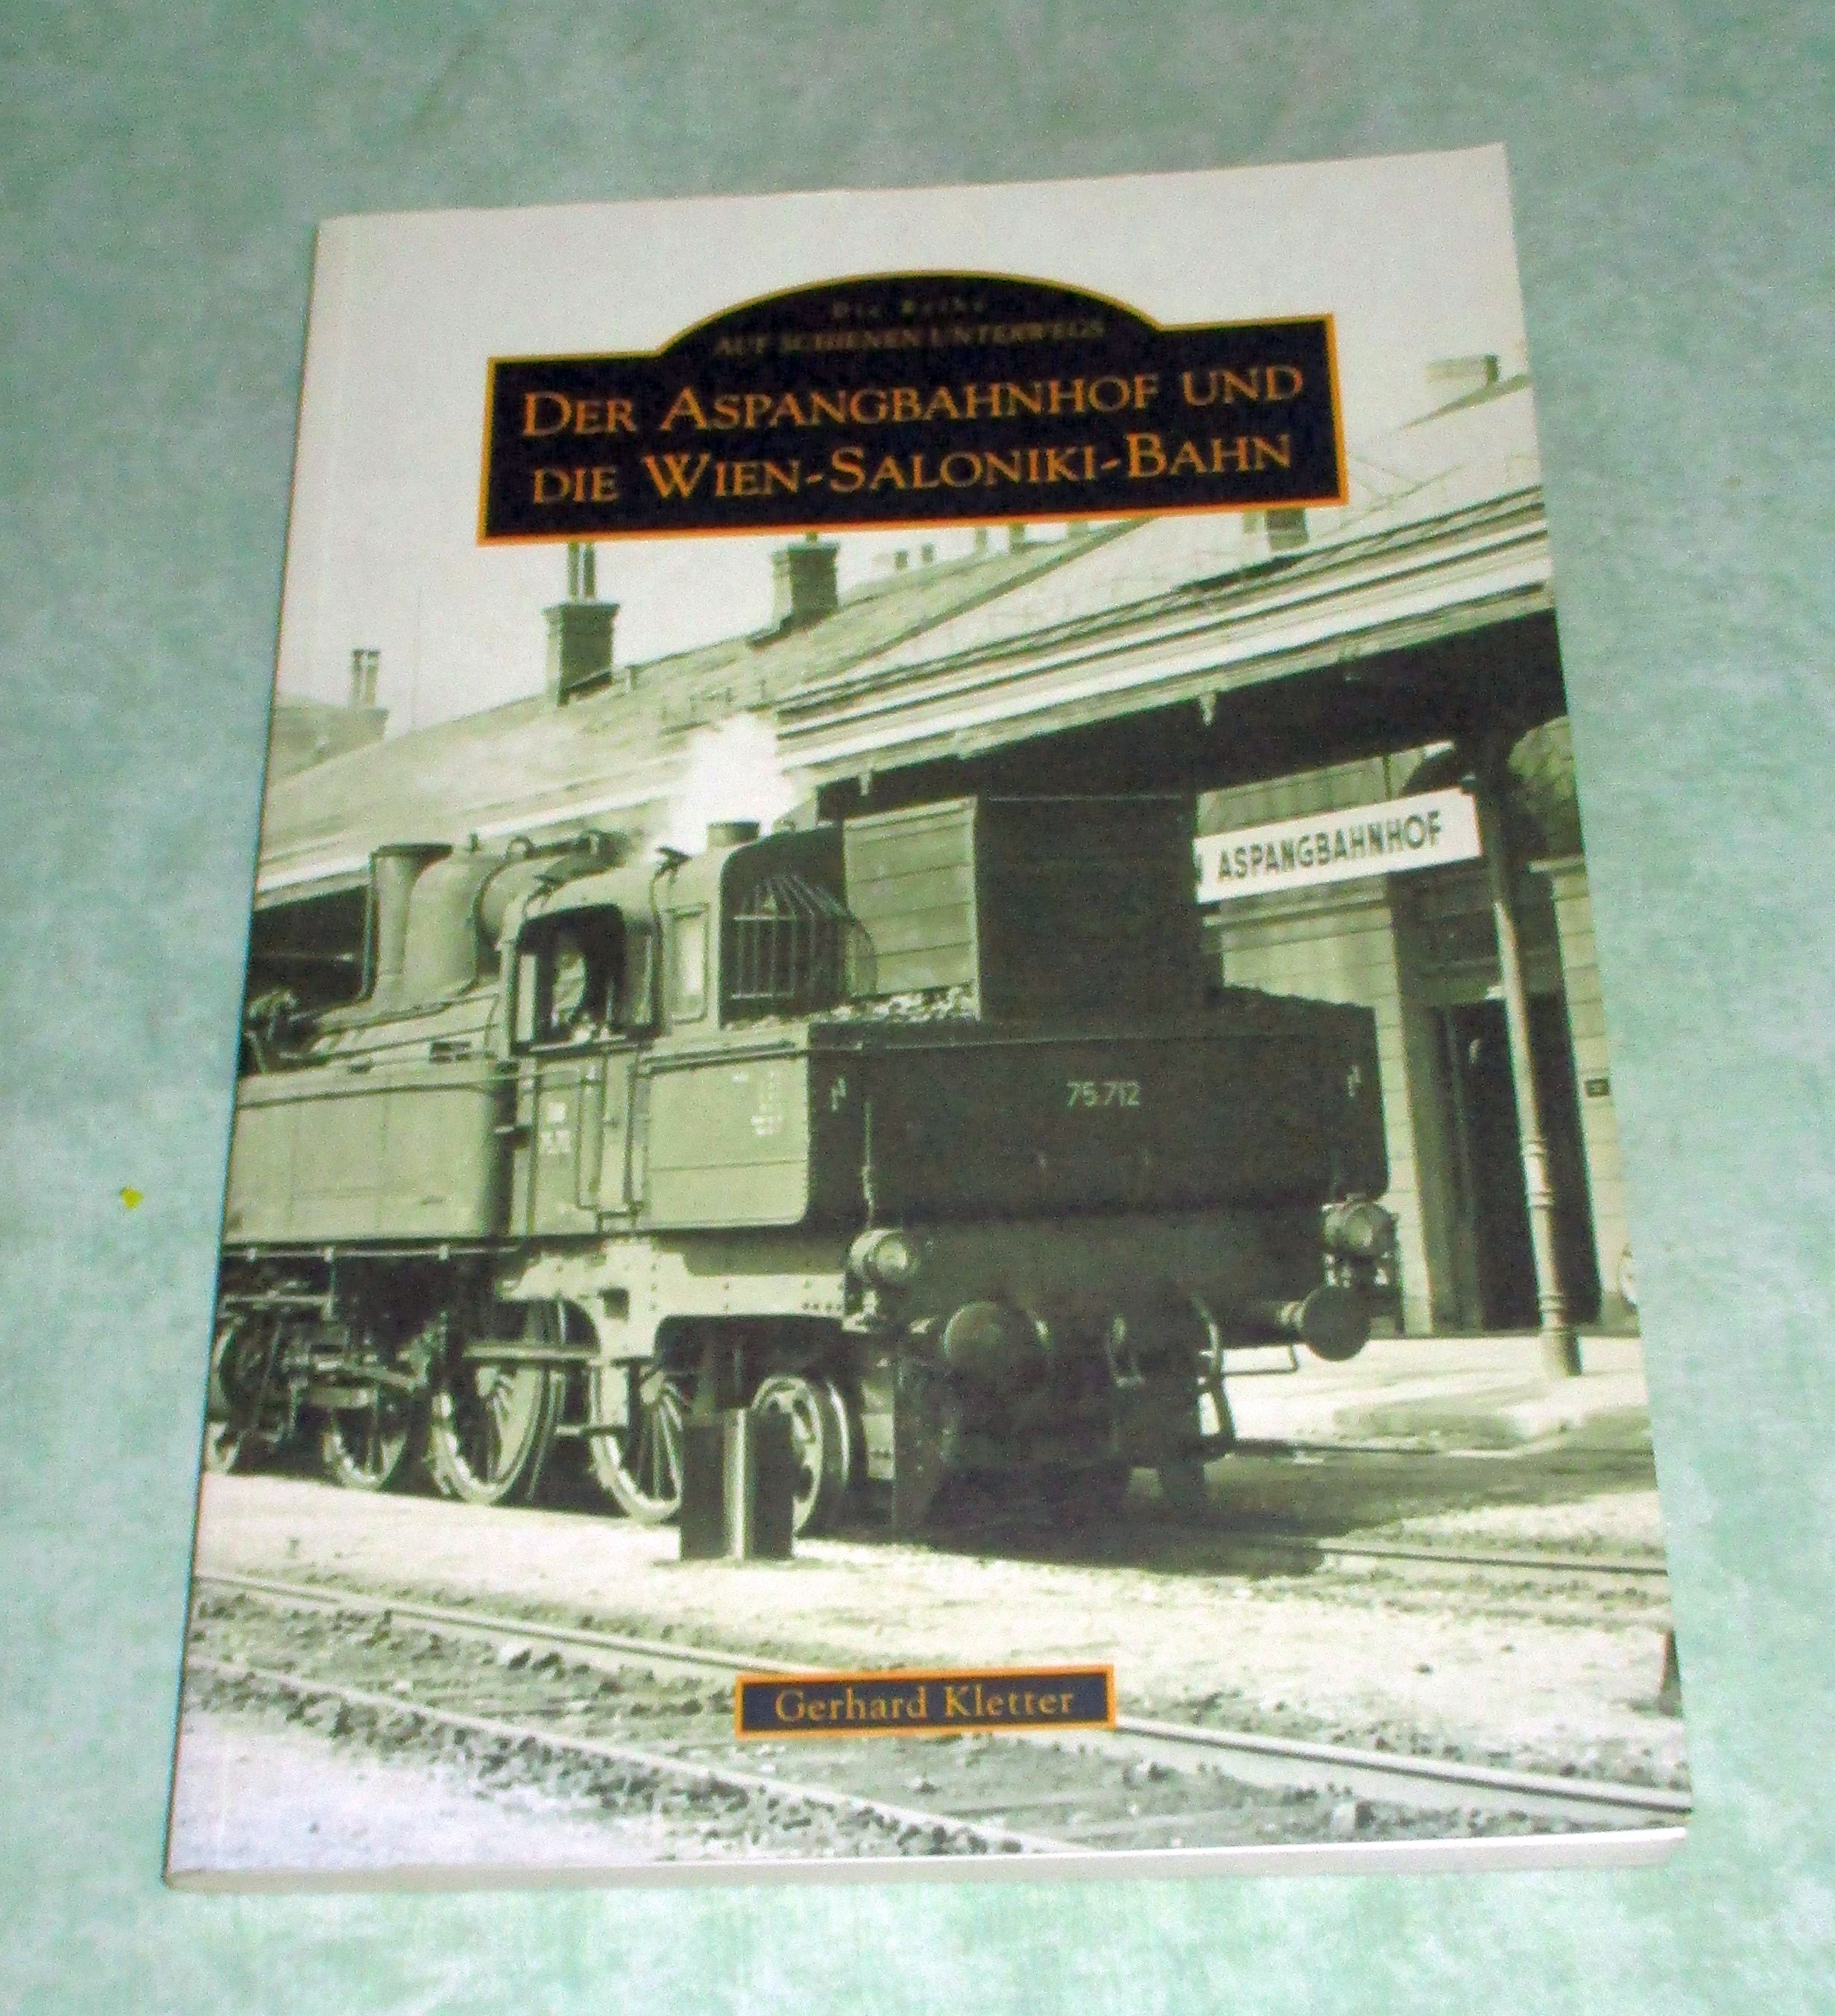 Die Reihe
AUF SCHIENEN UNTERWEGS
DER ASPANGBAHNHOF UND
DIE WIEN-SALONIKI-BAHN
ASPANGBAHNHOF
75.712
Gerhard Kletter